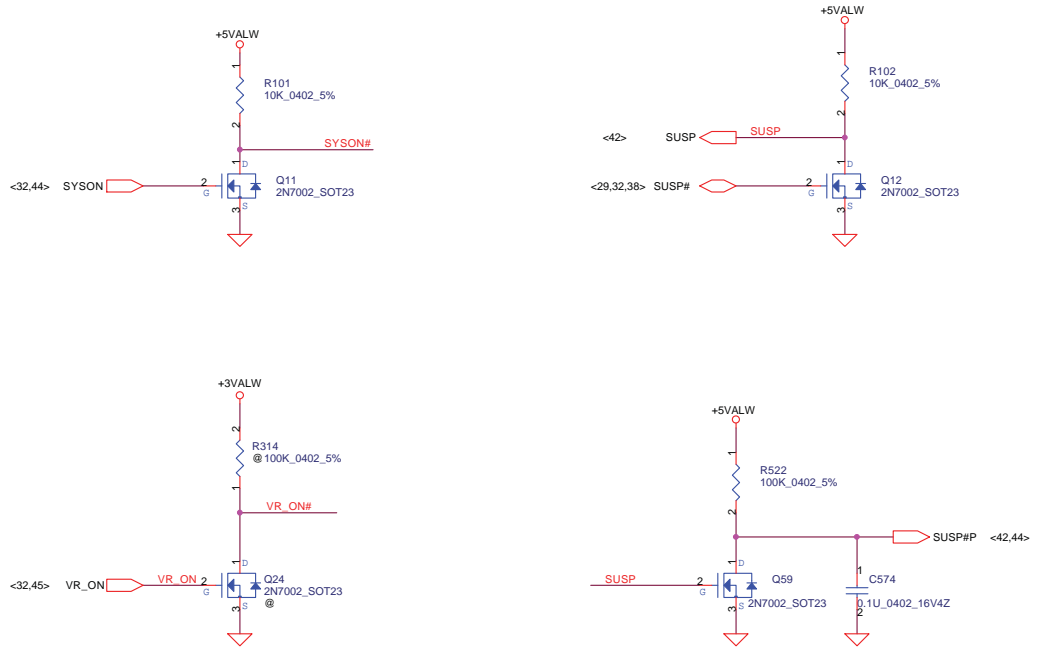 +5VALW
1
R101
10K_0402_5%
2
SYSON#
1
D
<32,44>
SYSON
2
G
Q11
2N7002_SOT23
3
S
+5VALW
1
R102
10K_0402_5%
2
<42>
SUSP
SUSP
1
D
<29,32,38>
SUSP#
2
G
Q12
2N7002_SOT23
3
S
+3VALW
2
R314
@ 100K_0402_5%
1
VR_ON#
1
D
<32,45>
VR_ON
VR_ON
2
G
Q24
2N7002_SOT23
@
3
S
+5VALW
1
R522
100K_0402_5%
2
SUSP#P
<42,44>
1
D
SUSP
2
G
Q59
2N7002_SOT23
3
S
1
C574
0.1U_0402_16V4Z
2